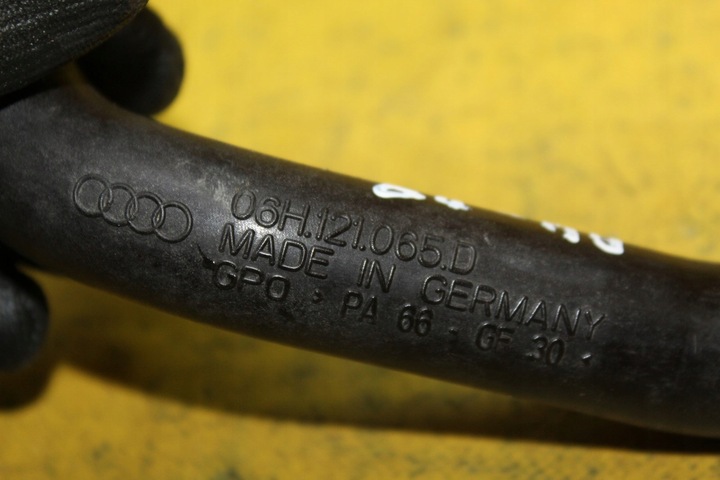 06H.121.065.D
MADE IN GERMANY
GPO > PA 66 - GF 30 <